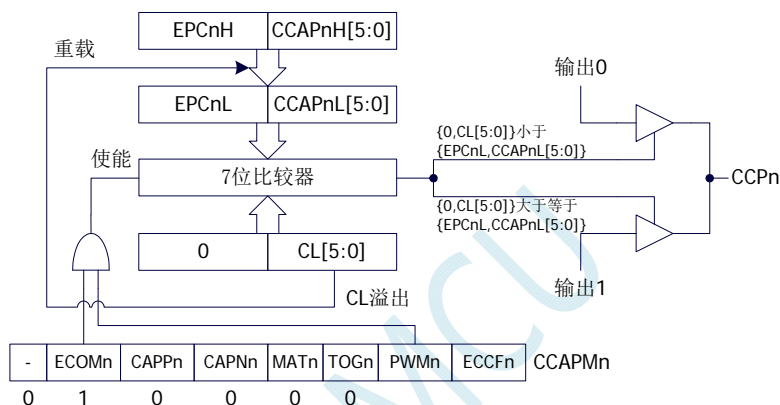 EPCnH CCAPnH[5:0]
重载
EPCnL CCAPnL[5:0]
使能
7位比较器
0 CL[5:0]
CL溢出
输出0
{0,CL[5:0]}小于
{EPCnL,CCAPnL[5:0]}
CCPn
{0,CL[5:0]}大于等于
{EPCnL,CCAPnL[5:0]}
输出1
- ECOMn CAPPn CAPNn MATn TOGn PWMn ECCFn CCAPMn
0 1 0 0 0 0
MCU